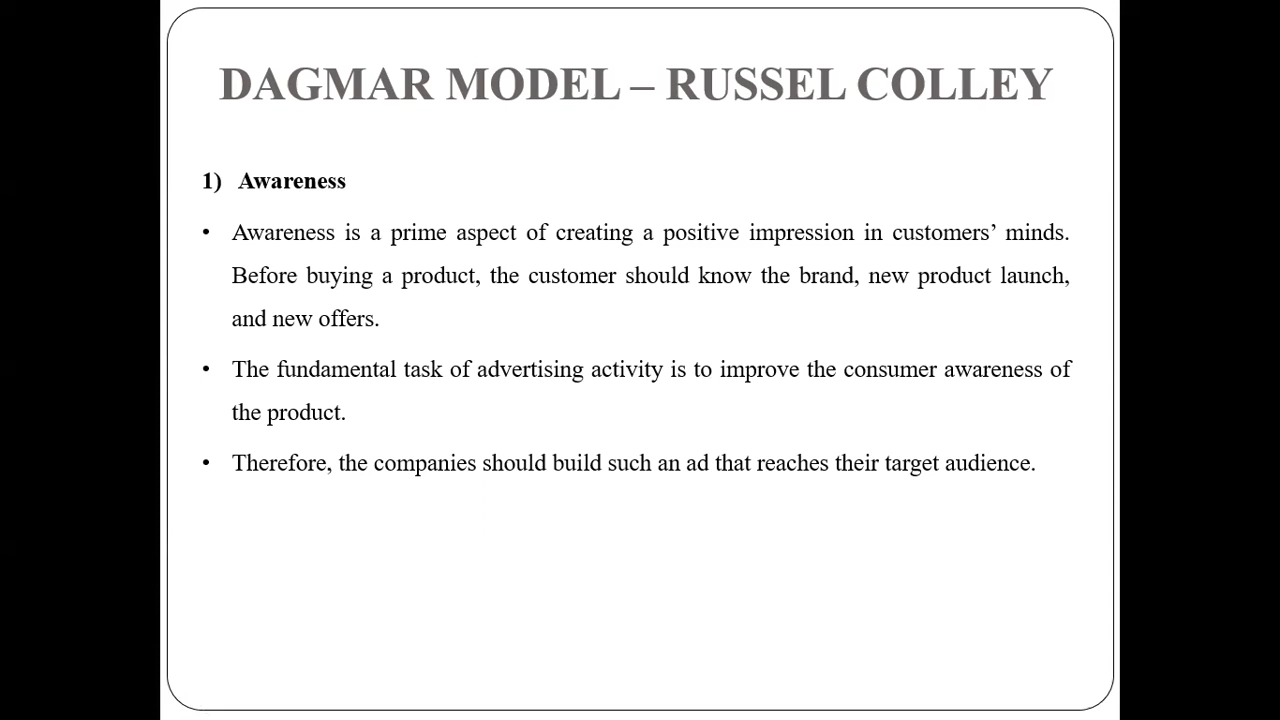 DAGMAR MODEL – RUSSEL COLLEY
1) Awareness
• Awareness is a prime aspect of creating a positive impression in customers’ minds.
Before buying a product, the customer should know the brand, new product launch,
and new offers.
• The fundamental task of advertising activity is to improve the consumer awareness of
the product.
• Therefore, the companies should build such an ad that reaches their target audience.